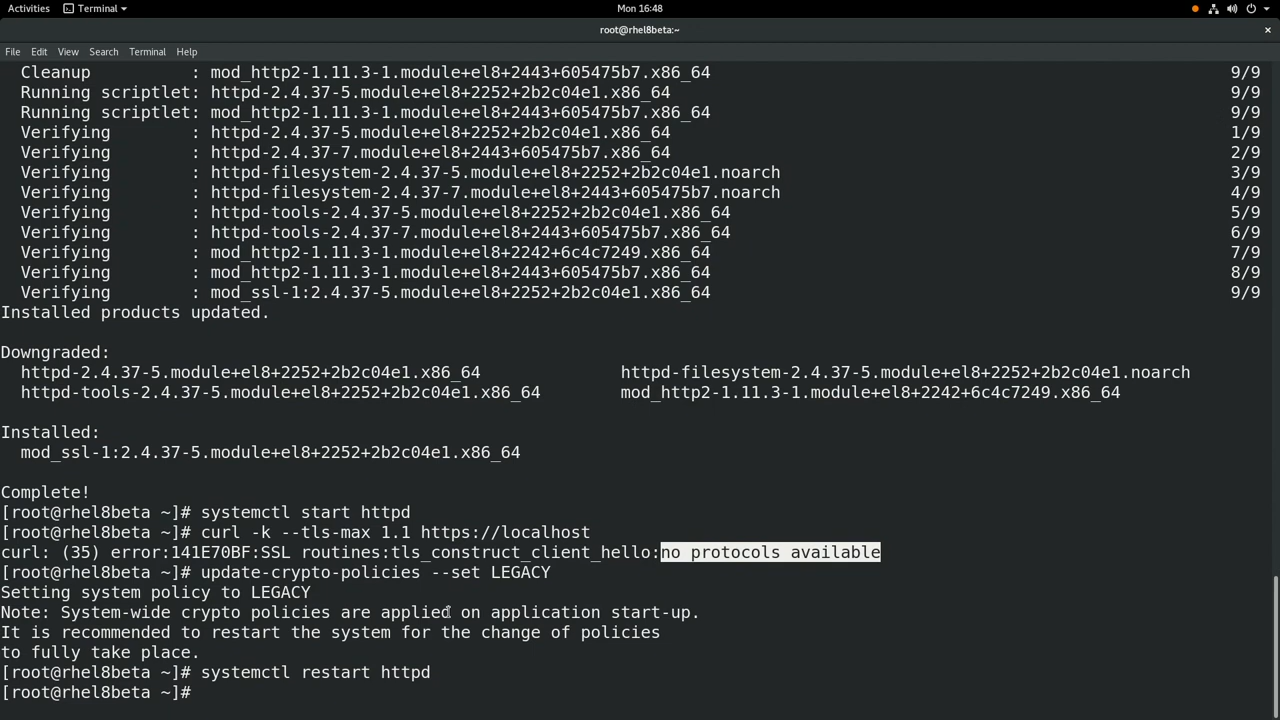 Activities Terminal Mon 16:48
root@rhel8beta:~ ×
File Edit View Search Terminal Help
Cleanup : mod_http2-1.11.3-1.module+el8+2443+605475b7.x86_64 9/9
Running scriptlet: httpd-2.4.37-5.module+el8+2252+2b2c04e1.x86_64 9/9
Running scriptlet: mod_http2-1.11.3-1.module+el8+2443+605475b7.x86_64 9/9
Verifying : httpd-2.4.37-5.module+el8+2252+2b2c04e1.x86_64 1/9
Verifying : httpd-2.4.37-7.module+el8+2443+605475b7.x86_64 2/9
Verifying : httpd-filesystem-2.4.37-5.module+el8+2252+2b2c04e1.noarch 3/9
Verifying : httpd-filesystem-2.4.37-7.module+el8+2443+605475b7.noarch 4/9
Verifying : httpd-tools-2.4.37-5.module+el8+2252+2b2c04e1.x86_64 5/9
Verifying : httpd-tools-2.4.37-7.module+el8+2443+605475b7.x86_64 6/9
Verifying : mod_http2-1.11.3-1.module+el8+2242+6c4c7249.x86_64 7/9
Verifying : mod_http2-1.11.3-1.module+el8+2443+605475b7.x86_64 8/9
Verifying : mod_ssl-1:2.4.37-5.module+el8+2252+2b2c04e1.x86_64 9/9
Installed products updated.
Downgraded:
httpd-2.4.37-5.module+el8+2252+2b2c04e1.x86_64 httpd-filesystem-2.4.37-5.module+el8+2252+2b2c04e1.noarch
httpd-tools-2.4.37-5.module+el8+2252+2b2c04e1.x86_64 mod_http2-1.11.3-1.module+el8+2242+6c4c7249.x86_64
Installed:
mod_ssl-1:2.4.37-5.module+el8+2252+2b2c04e1.x86_64
Complete!
[root@rhel8beta ~]# systemctl start httpd
[root@rhel8beta ~]# curl -k --tls-max 1.1 https://localhost
curl: (35) error:141E70BF:SSL routines:tls_construct_client_hello:no protocols available
[root@rhel8beta ~]# update-crypto-policies --set LEGACY
Setting system policy to LEGACY
Note: System-wide crypto policies are applied on application start-up.
It is recommended to restart the system for the change of policies
to fully take place.
[root@rhel8beta ~]# systemctl restart httpd
[root@rhel8beta ~]#